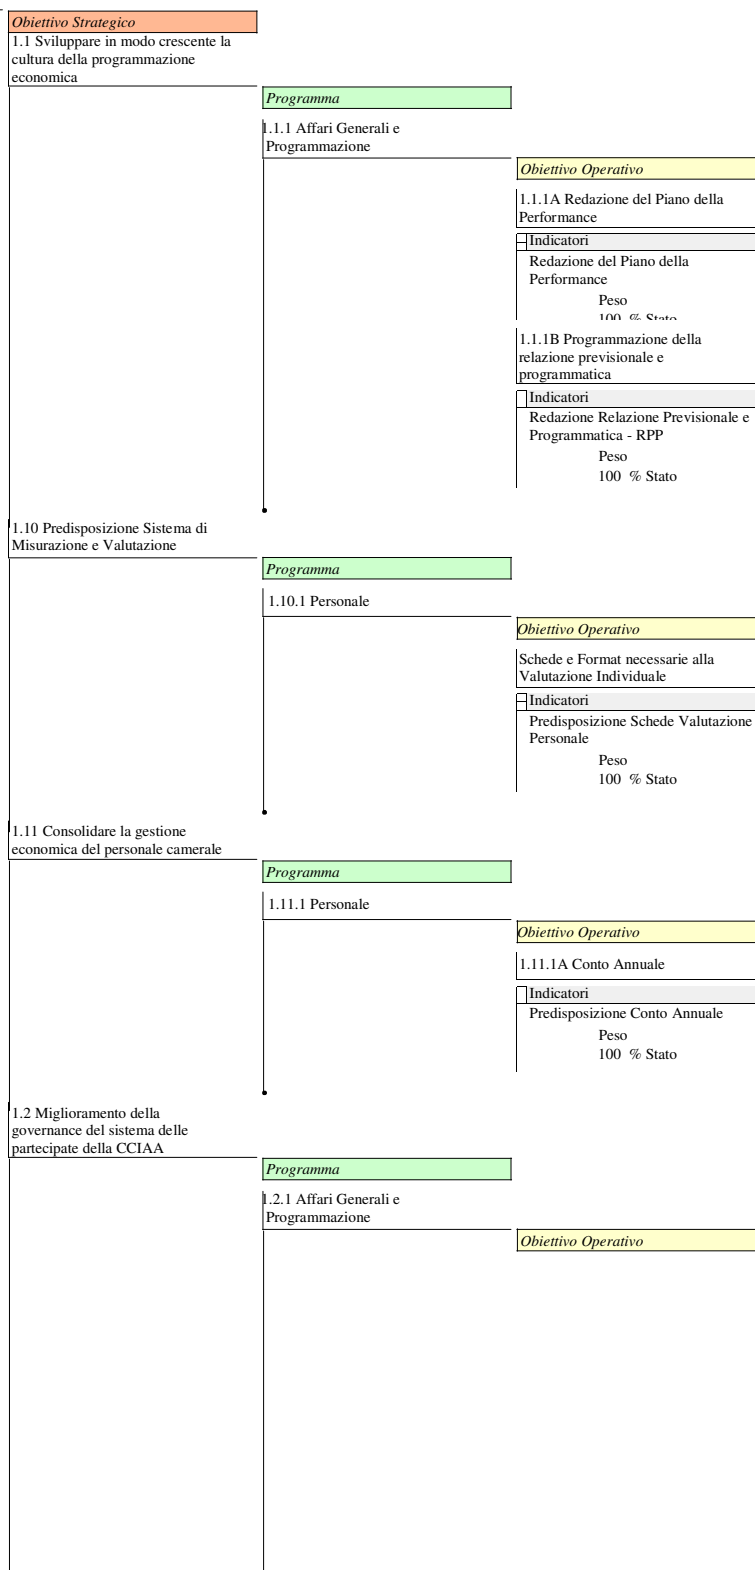 Obiettivo Strategico
1.1 Sviluppare in modo crescente la
cultura della programmazione
economica
Programma
1.1.1 Affari Generali e
Programmazione
Obiettivo Operativo
1.1.1A Redazione del Piano della
Performance
Indicatori
Redazione del Piano della
Performance
Peso
100 % Stato
1.1.1B Programmazione della
relazione previsionale e
programmatica
Indicatori
Redazione Relazione Previsionale e
Programmatica - RPP
Peso
100 % Stato
1.10 Predisposizione Sistema di
Misurazione e Valutazione
Programma
1.10.1 Personale
Obiettivo Operativo
Schede e Format necessarie alla
Valutazione Individuale
Indicatori
Predisposizione Schede Valutazione
Personale
Peso
100 % Stato
1.11 Consolidare la gestione
economica del personale camerale
Programma
1.11.1 Personale
Obiettivo Operativo
1.11.1A Conto Annuale
Indicatori
Predisposizione Conto Annuale
Peso
100 % Stato
1.2 Miglioramento della
governance del sistema delle
partecipate della CCIAA
Programma
1.2.1 Affari Generali e
Programmazione
Obiettivo Operativo